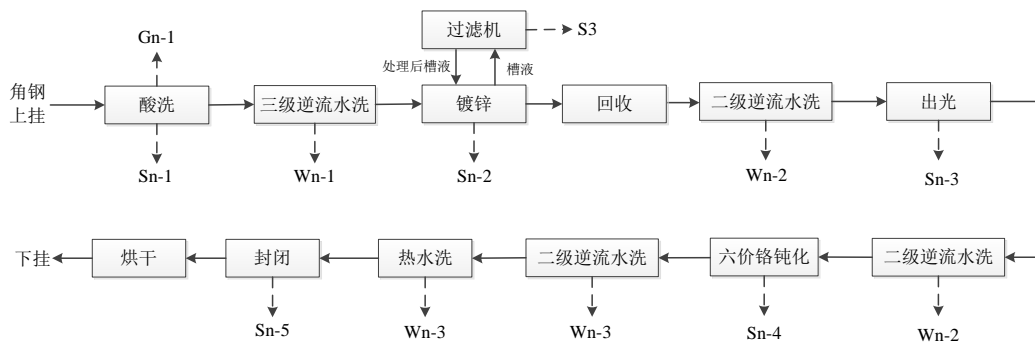 Gn-1
过滤机
S3
处理后槽液
槽液
角钢
上挂
酸洗
三级逆流水洗
镀锌
回收
二级逆流水洗
出光
Sn-1
Wn-1
Sn-2
Wn-2
Sn-3
下挂
烘干
封闭
热水洗
二级逆流水洗
六价铬钝化
二级逆流水洗
Sn-5
Wn-3
Wn-3
Sn-4
Wn-2